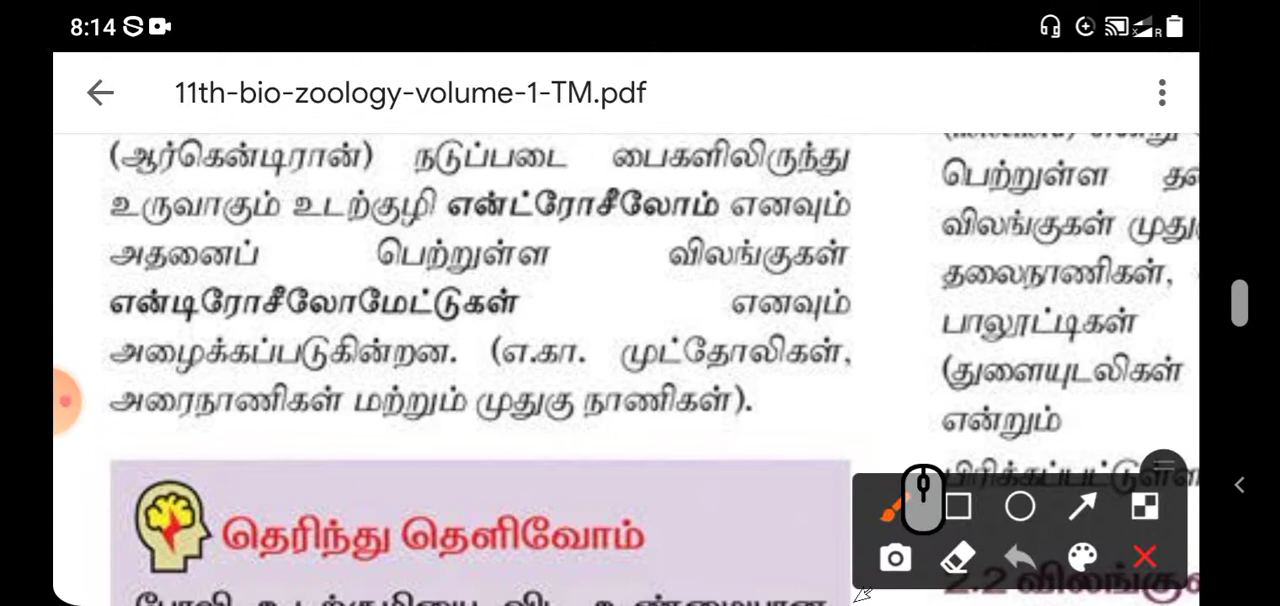 8:14
R
11th-bio-zoology-volume-1-TM.pdf
(ஆர்கென்டிரான்) நடுப்படை பைகளிலிருந்து
உருவாகும் உடற்குழி என்ட்ரோசீலோம் எனவும்
அதனைப் பெற்றுள்ள விலங்குகள்
என்டிரோசீலோமேட்டுகள் எனவும்
அழைக்கப்படுகின்றன. (எ.கா. முட்தோலிகள்,
அரைநாணிகள் மற்றும் முதுகு நாணிகள்).
தெரிந்து தெளிவோம்
பெற்றுள்ள
விலங்குகள்
தலைநாணிகள்,
பாலூட்டிகள்
(துளையுடலிகள்
என்றும்
2.2